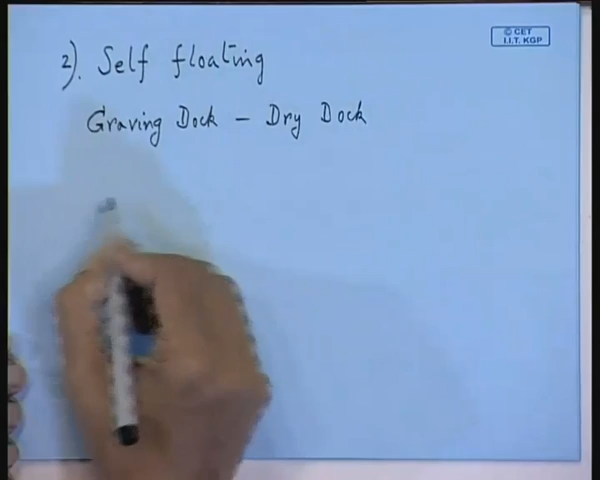 © CET
I.I.T. KGP
2). Self floating
Graving Dock - Dry Dock